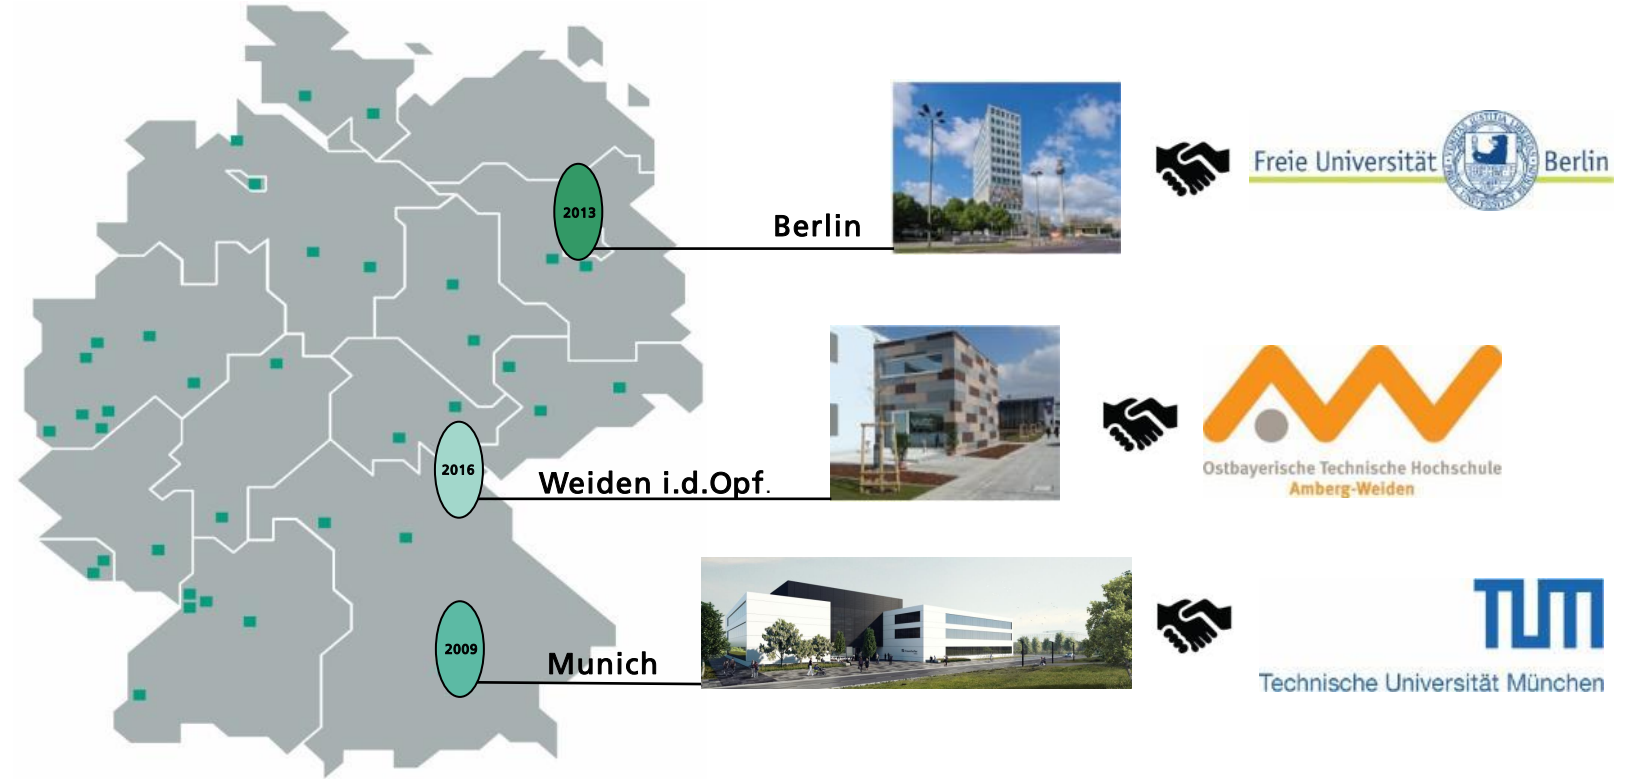 2013
Berlin
Freie Universität Berlin
2016
Weiden i.d.Opf.
Ostbayerische Technische Hochschule
Amberg-Weiden
2009
Munich
TUM
Technische Universität München